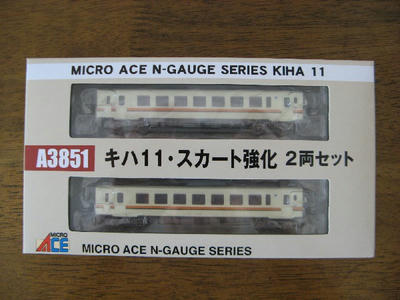 MICRO ACE N-GAUGE SERIES KIHA 11
A3851 キハ11・スカート強化 2両セット
MICRO ACE
MICRO ACE N-GAUGE SERIES